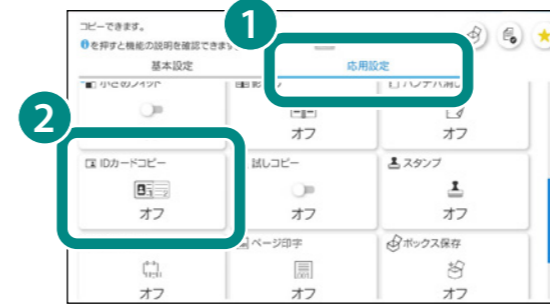 コピーできます。
1
を押すと機能の説明を確認できます
基本設定
応用設定
2
オフ
オフ
IDカードコピー
試しコピー
スタンプ
オフ
オフ
オフ
ページ印字
ボックス保存
オフ
オフ
オフ